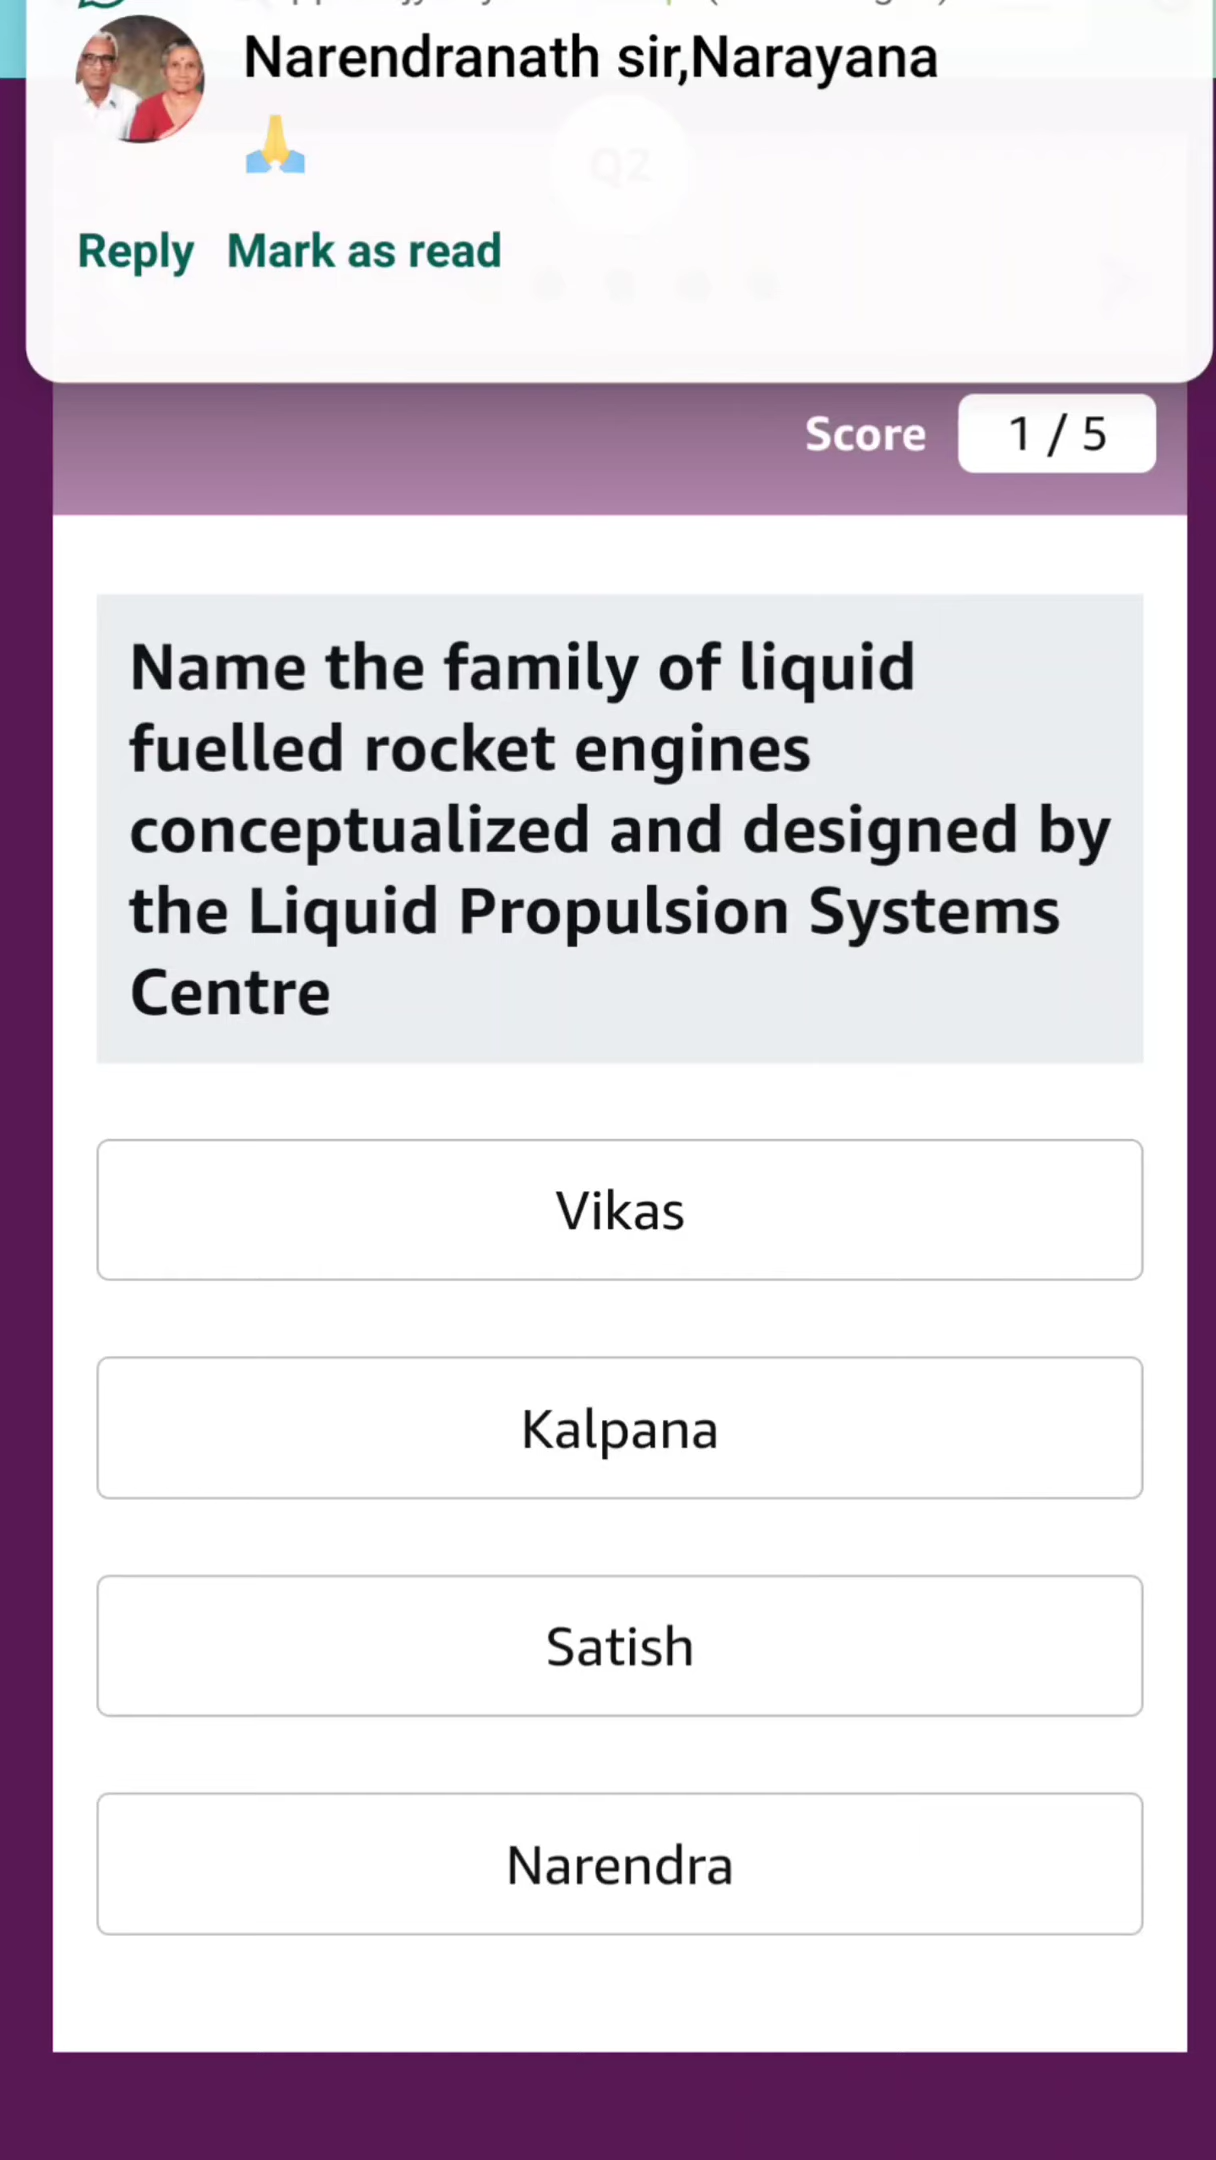 Narendranath sir,Narayana
🙏
Q2
Reply Mark as read
Score 1 / 5
Name the family of liquid
fuelled rocket engines
conceptualized and designed by
the Liquid Propulsion Systems
Centre
Vikas
Kalpana
Satish
Narendra